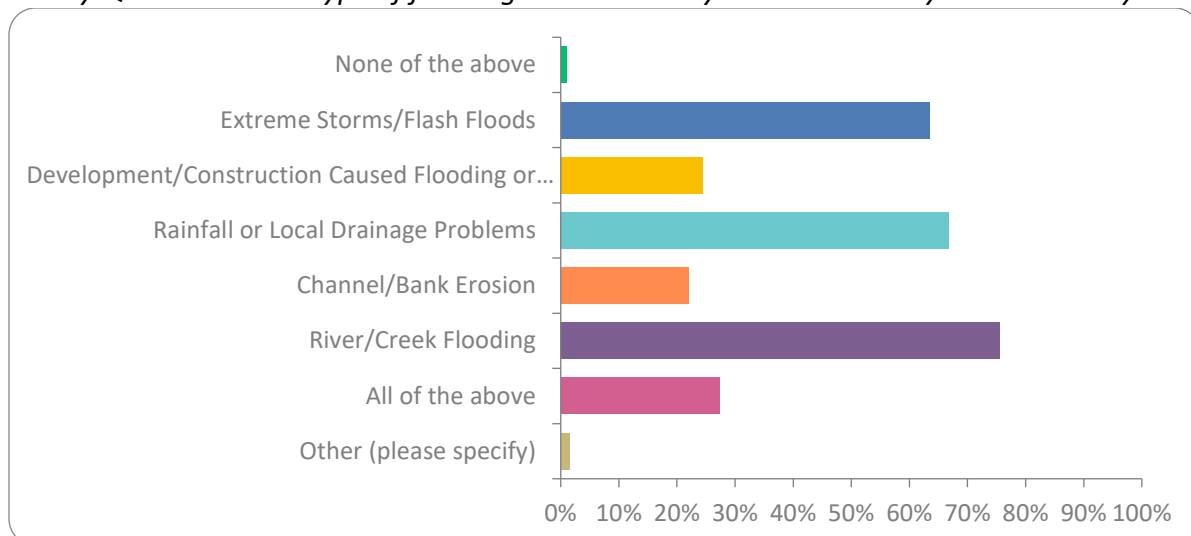 None of the above
Extreme Storms/Flash Floods
Development/Construction Caused Flooding or...
Rainfall or Local Drainage Problems
Channel/Bank Erosion
River/Creek Flooding
All of the above
Other (please specify)
0% 10% 20% 30% 40% 50% 60% 70% 80% 90% 100%